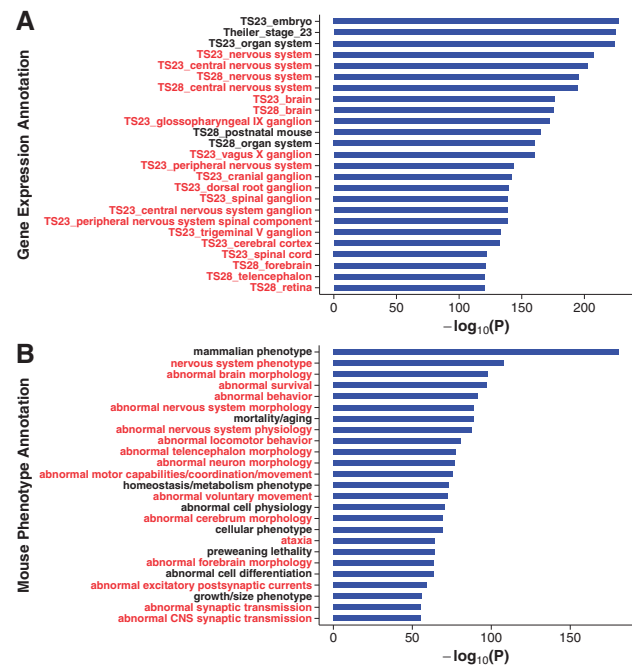 A
Gene Expression Annotation
TS23_embryo
Theiler_stage_23
TS23_organ system
TS23_nervous system
TS23_central nervous system
TS28_nervous system
TS28_central nervous system
TS23_brain
TS28_brain
TS23_glossopharyngeal IX ganglion
TS28_postnatal mouse
TS28_organ system
TS23_vagus X ganglion
TS23_peripheral nervous system
TS23_cranial ganglion
TS23_dorsal root ganglion
TS23_spinal ganglion
TS23_central nervous system ganglion
TS23_peripheral nervous system spinal component
TS23_trigeminal V ganglion
TS23_cerebral cortex
TS23_spinal cord
TS28_forebrain
TS28_telencephalon
TS28_retina
0 50 100 150 200
−log10(P)
B
Mouse Phenotype Annotation
mammalian phenotype
nervous system phenotype
abnormal brain morphology
abnormal survival
abnormal behavior
abnormal nervous system morphology
mortality/aging
abnormal nervous system physiology
abnormal locomotor behavior
abnormal telencephalon morphology
abnormal neuron morphology
abnormal motor capabilities/coordination/movement
homeostasis/metabolism phenotype
abnormal voluntary movement
abnormal cell physiology
abnormal cerebrum morphology
cellular phenotype
ataxia
preweaning lethality
abnormal forebrain morphology
abnormal cell differentiation
abnormal excitatory postsynaptic currents
growth/size phenotype
abnormal synaptic transmission
abnormal CNS synaptic transmission
0 50 100 150
−log10(P)